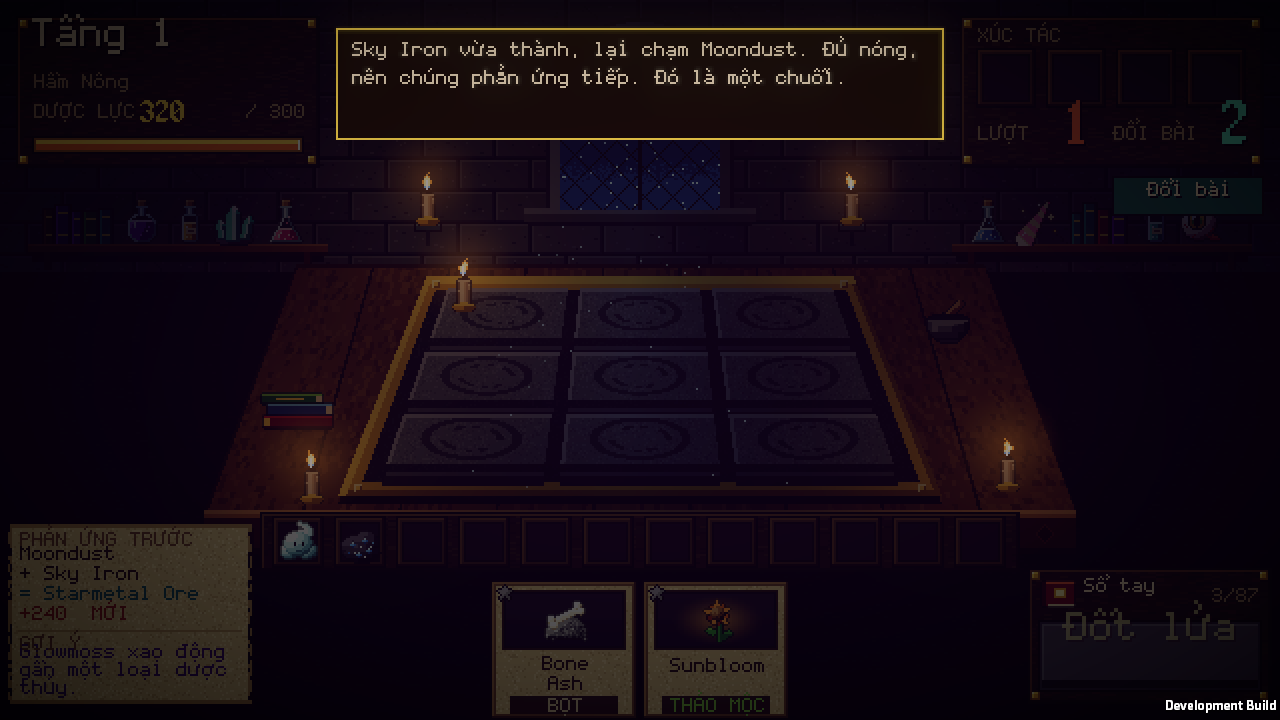 Tầng 1
Hầm Nông
DƯỢC LỰC 320 / 300
Sky Iron vừa thành, lại chạm Moondust. Đủ nóng,
nên chúng phản ứng tiếp. Đó là một chuỗi.
XÚC TÁC
LƯỢT 1 ĐỔI BÀI 2
Đổi bài
PHẢN ỨNG TRƯỚC
Moondust
+ Sky Iron
= Starmetal Ore
+240 MỚI
GỢI Ý
Glowmoss xao động
gần một loại dược
thủy.
Bone
Ash
BỘT
Sunbloom
THẢO MỘC
Sổ tay
3/87
Đốt lửa
Development Build